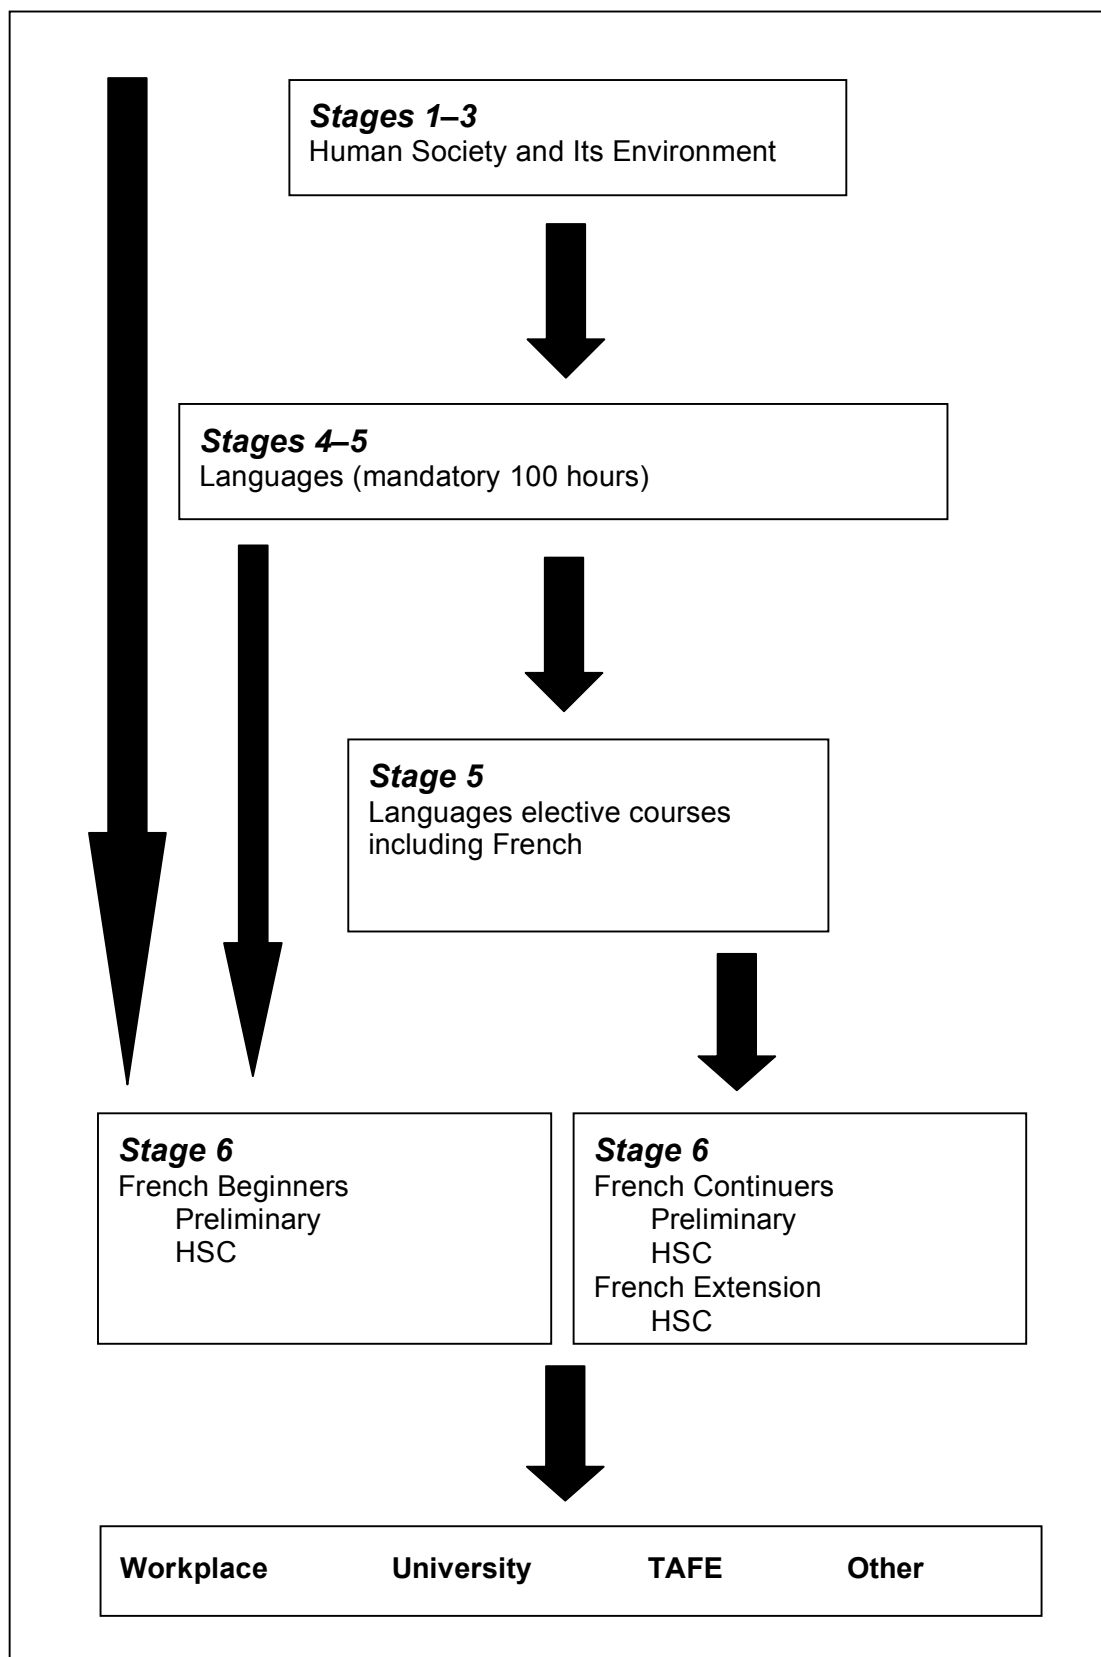 Stages 1–3
Human Society and Its Environment
Stages 4–5
Languages (mandatory 100 hours)
Stage 5
Languages elective courses
including French
Stage 6
French Beginners
Preliminary
HSC
Stage 6
French Continuers
Preliminary
HSC
French Extension
HSC
Workplace University TAFE Other